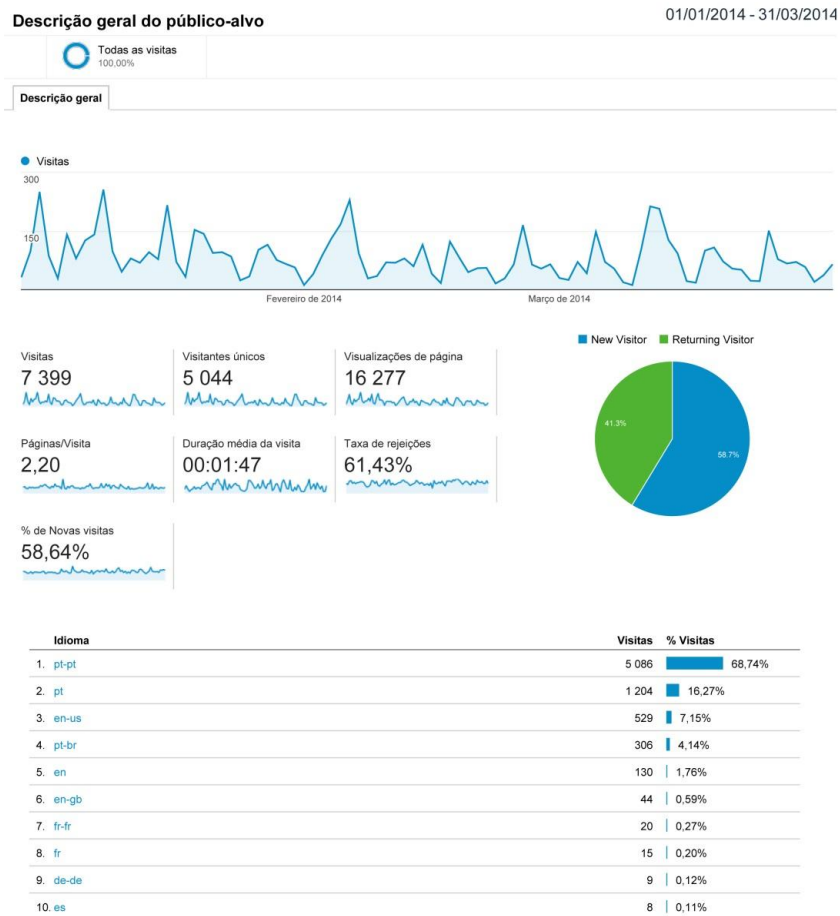 Descrição geral do público-alvo
01/01/2014 - 31/03/2014
Todas as visitas
100,00%
Descrição geral
Visitas
300
150
Fevereiro de 2014
Março de 2014
New Visitor
Returning Visitor
Visitas
Visitantes únicos
Visualizações de página
7 399
5 044
16 277
Páginas/Visita
Duração média da visita
Taxa de rejeições
2,20
00:01:47
61,43%
% de Novas visitas
58,64%
41.3%
58.7%
Idioma Visitas % Visitas
1. pt-pt 5 086 68,74%
2. pt 1 204 16,27%
3. en-us 529 7,15%
4. pt-br 306 4,14%
5. en 130 1,76%
6. en-gb 44 0,59%
7. fr-fr 20 0,27%
8. fr 15 0,20%
9. de-de 9 0,12%
10. es 8 0,11%